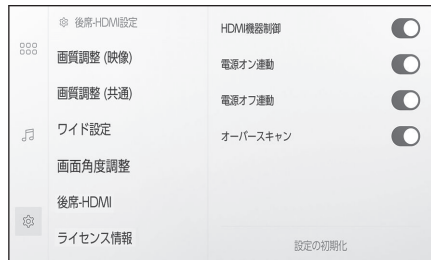 後席-HDMI設定
画質調整 (映像)
画質調整 (共通)
ワイド設定
画面角度調整
後席-HDMI
ライセンス情報
HDMI機器制御
電源オン連動
電源オフ連動
オーバースキャン
設定の初期化